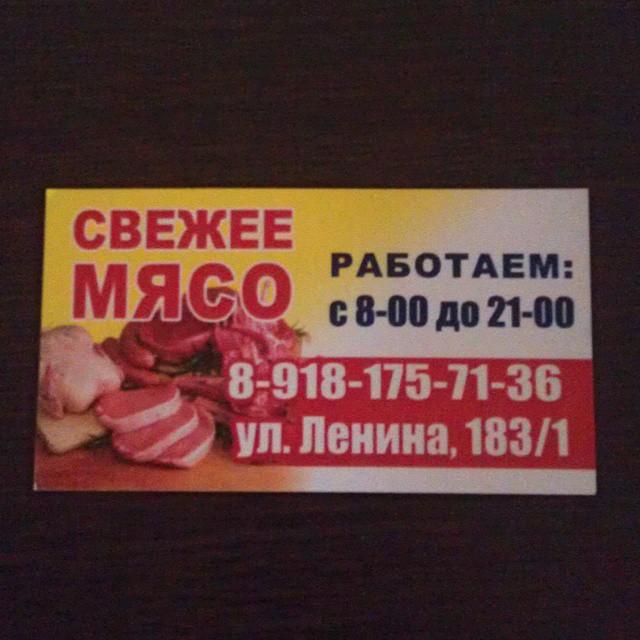 СВЕЖЕЕ
МЯСО
РАБОТАЕМ:
с 8-00 до 21-00
8-918-175-71-36
ул. Ленина, 183/1